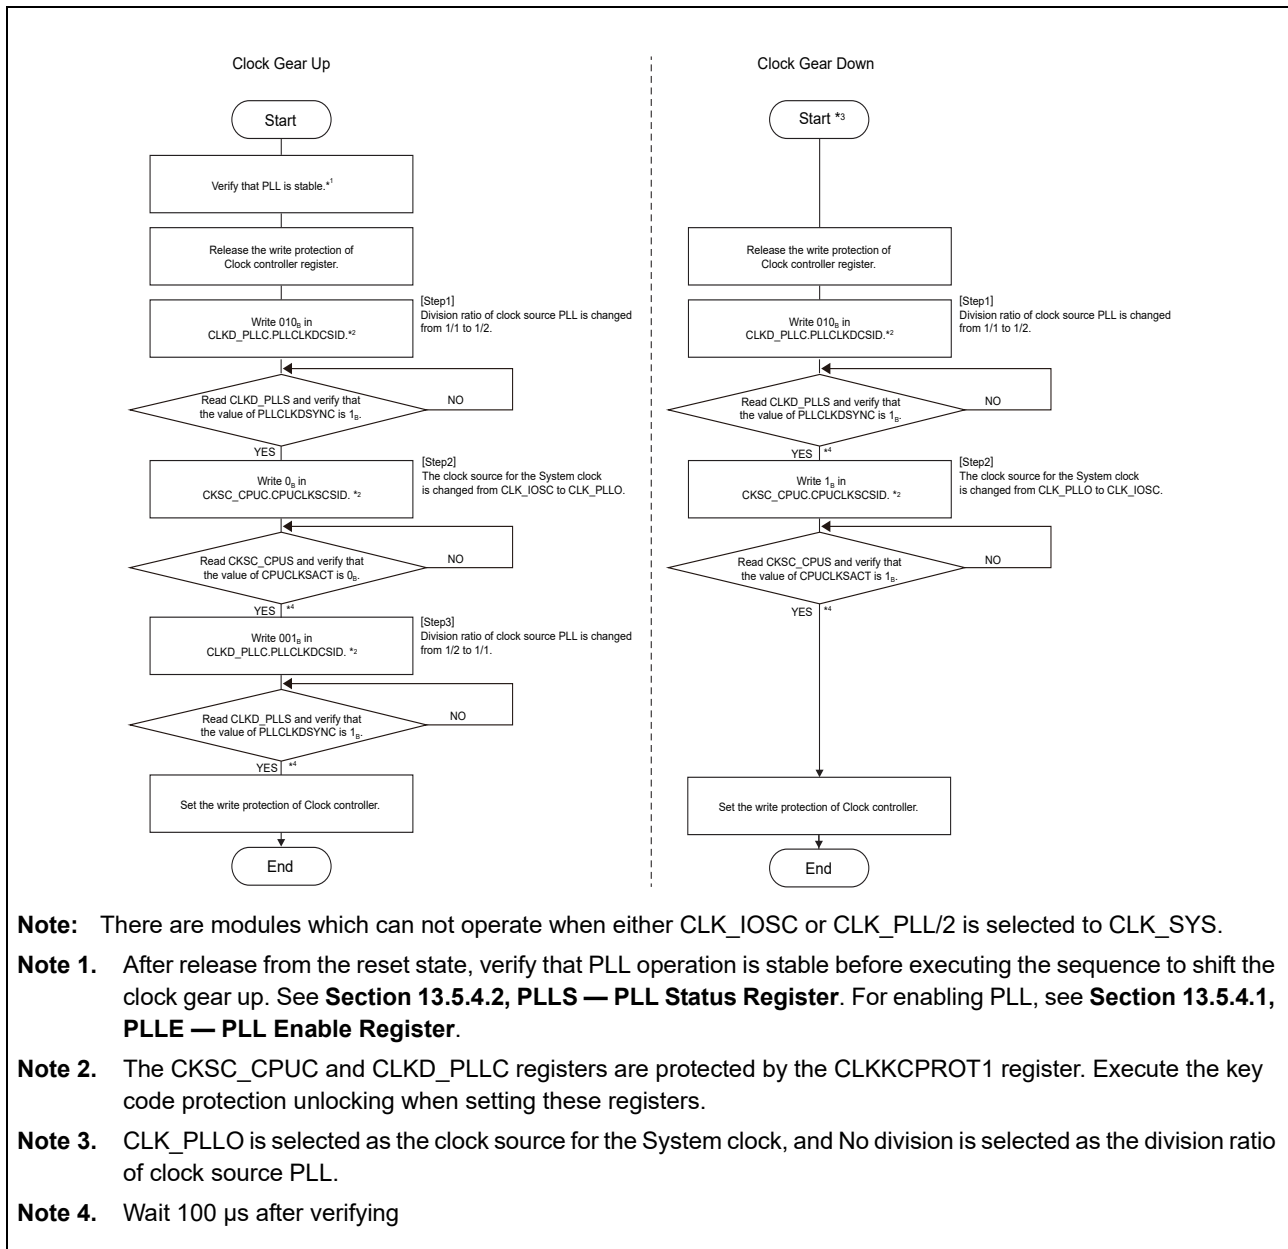 Clock Gear Up
Start
Verify that PLL is stable.*1
Release the write protection of
Clock controller register.
Write 010B in
CLKD_PLLC.PLLCLKDCSID.*2
[Step1]
Division ratio of clock source PLL is changed
from 1/1 to 1/2.
Read CLKD_PLLS and verify that
the value of PLLCLKDSYNC is 1B.
NO
YES
Write 0B in
CKSC_CPUC.CPUCLKSCSID. *2
[Step2]
The clock source for the System clock
is changed from CLK_IOSC to CLK_PLLO.
Read CKSC_CPUS and verify that
the value of CPUCLKSACT is 0B.
NO
YES *4
Write 001B in
CLKD_PLLC.PLLCLKDCSID. *2
[Step3]
Division ratio of clock source PLL is changed
from 1/2 to 1/1.
Read CLKD_PLLS and verify that
the value of PLLCLKDSYNC is 1B.
NO
YES *4
Set the write protection of Clock controller.
End
Clock Gear Down
Start *3
Release the write protection of
Clock controller register.
Write 010B in
CLKD_PLLC.PLLCLKDCSID.*2
[Step1]
Division ratio of clock source PLL is changed
from 1/1 to 1/2.
Read CLKD_PLLS and verify that
the value of PLLCLKDSYNC is 1B.
NO
YES *4
Write 1B in
CKSC_CPUC.CPUCLKSCSID. *2
[Step2]
The clock source for the System clock
is changed from CLK_PLLO to CLK_IOSC.
Read CKSC_CPUS and verify that
the value of CPUCLKSACT is 1B.
NO
YES *4
Set the write protection of Clock controller.
End
Note: There are modules which can not operate when either CLK_IOSC or CLK_PLL/2 is selected to CLK_SYS.
Note 1. After release from the reset state, verify that PLL operation is stable before executing the sequence to shift the
clock gear up. See Section 13.5.4.2, PLLS — PLL Status Register. For enabling PLL, see Section 13.5.4.1,
PLLE — PLL Enable Register.
Note 2. The CKSC_CPUC and CLKD_PLLC registers are protected by the CLKKCPROT1 register. Execute the key
code protection unlocking when setting these registers.
Note 3. CLK_PLLO is selected as the clock source for the System clock, and No division is selected as the division ratio
of clock source PLL.
Note 4. Wait 100 μs after verifying